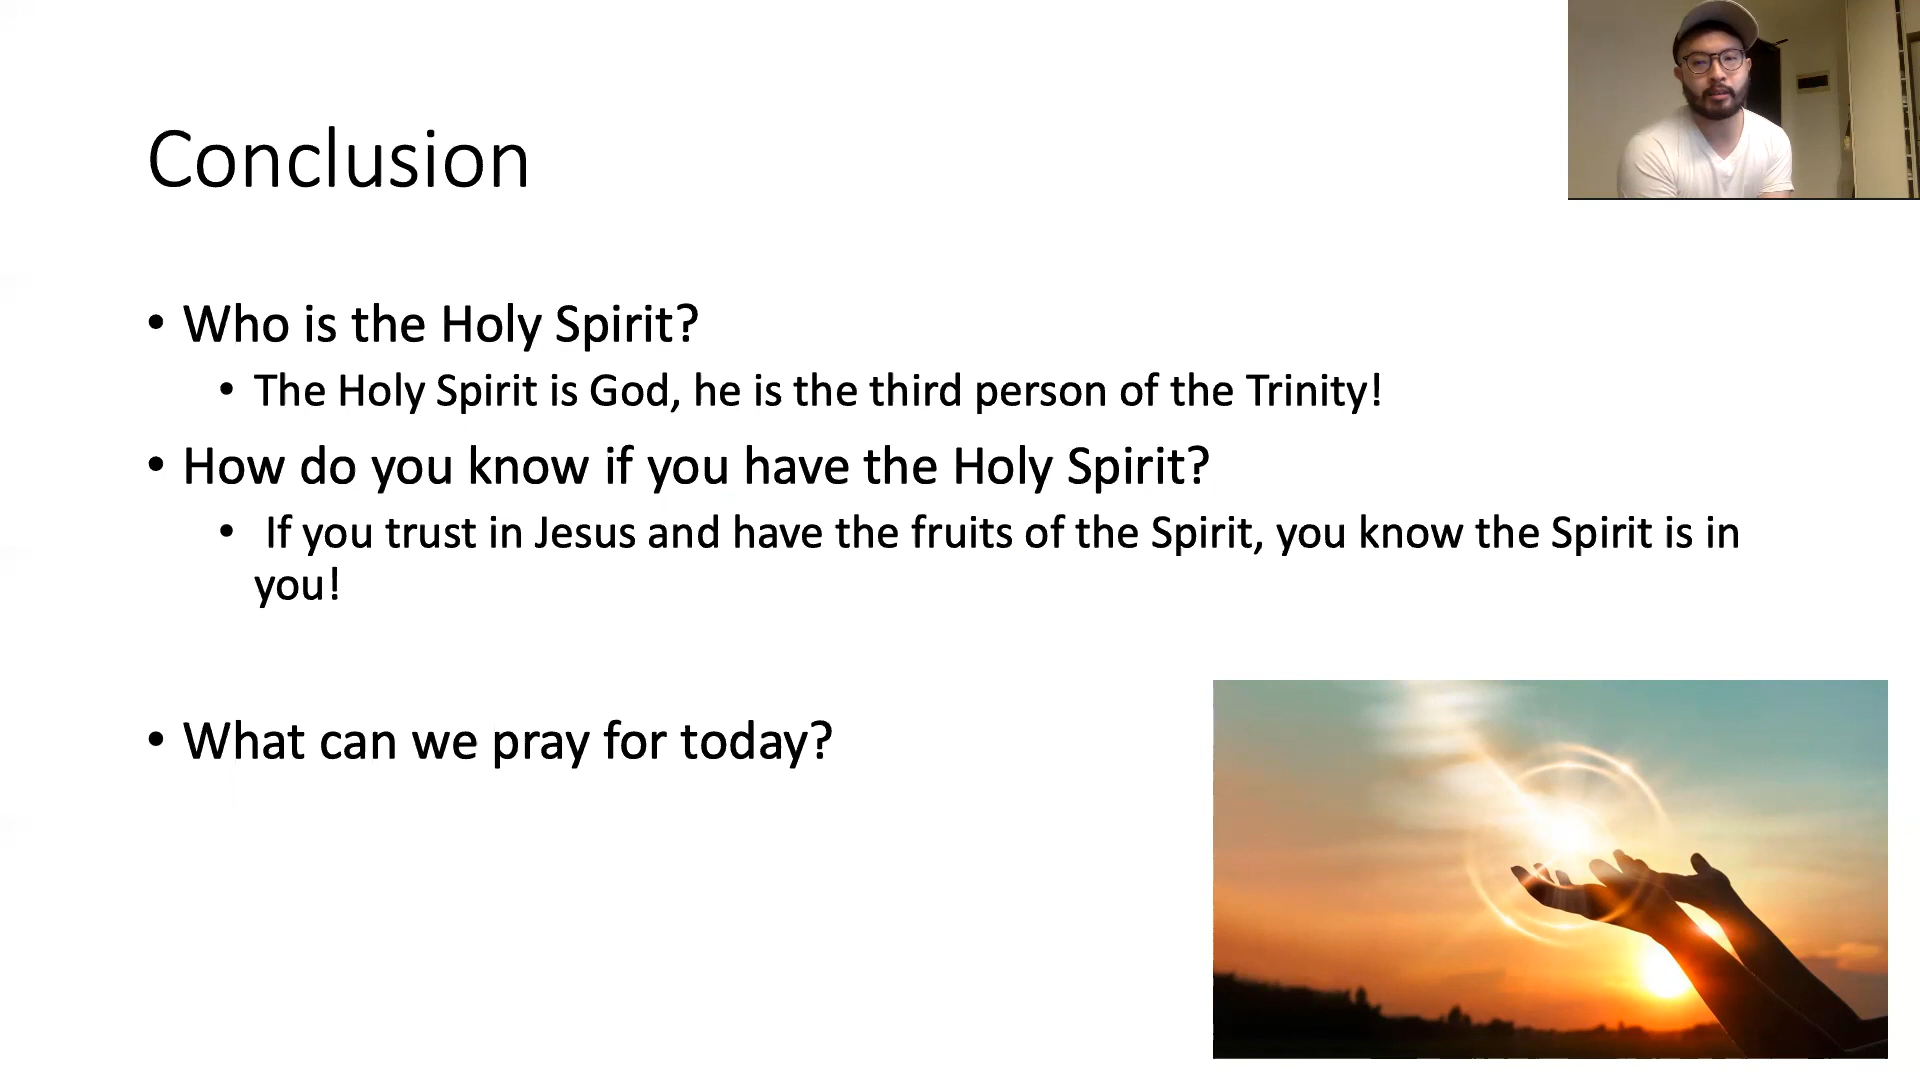 Conclusion
• Who is the Holy Spirit?
• The Holy Spirit is God, he is the third person of the Trinity!
• How do you know if you have the Holy Spirit?
• If you trust in Jesus and have the fruits of the Spirit, you know the Spirit is in
you!
• What can we pray for today?